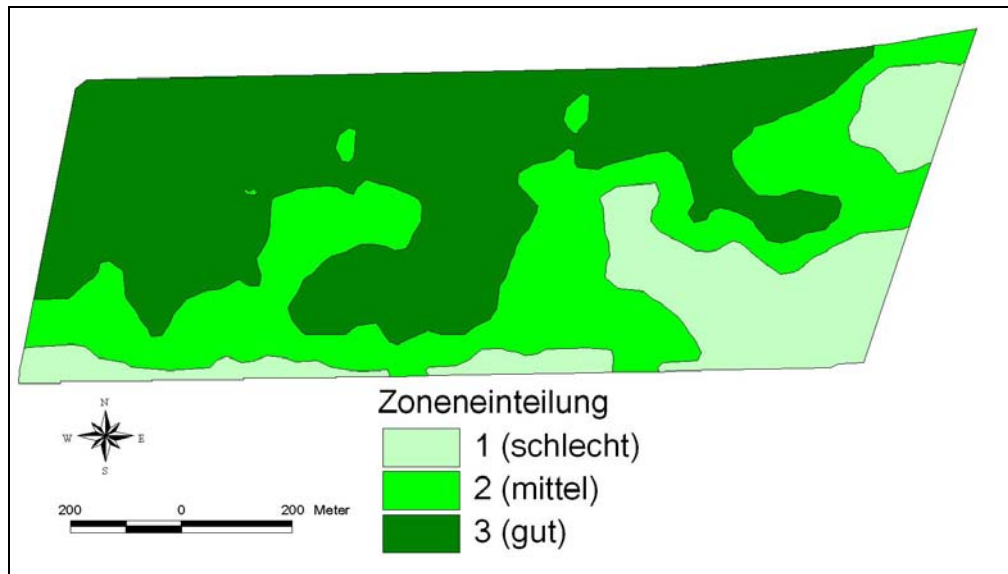 Zoneneinteilung
1 (schlecht)
2 (mittel)
3 (gut)
N
W E
S
200 0 200 Meter